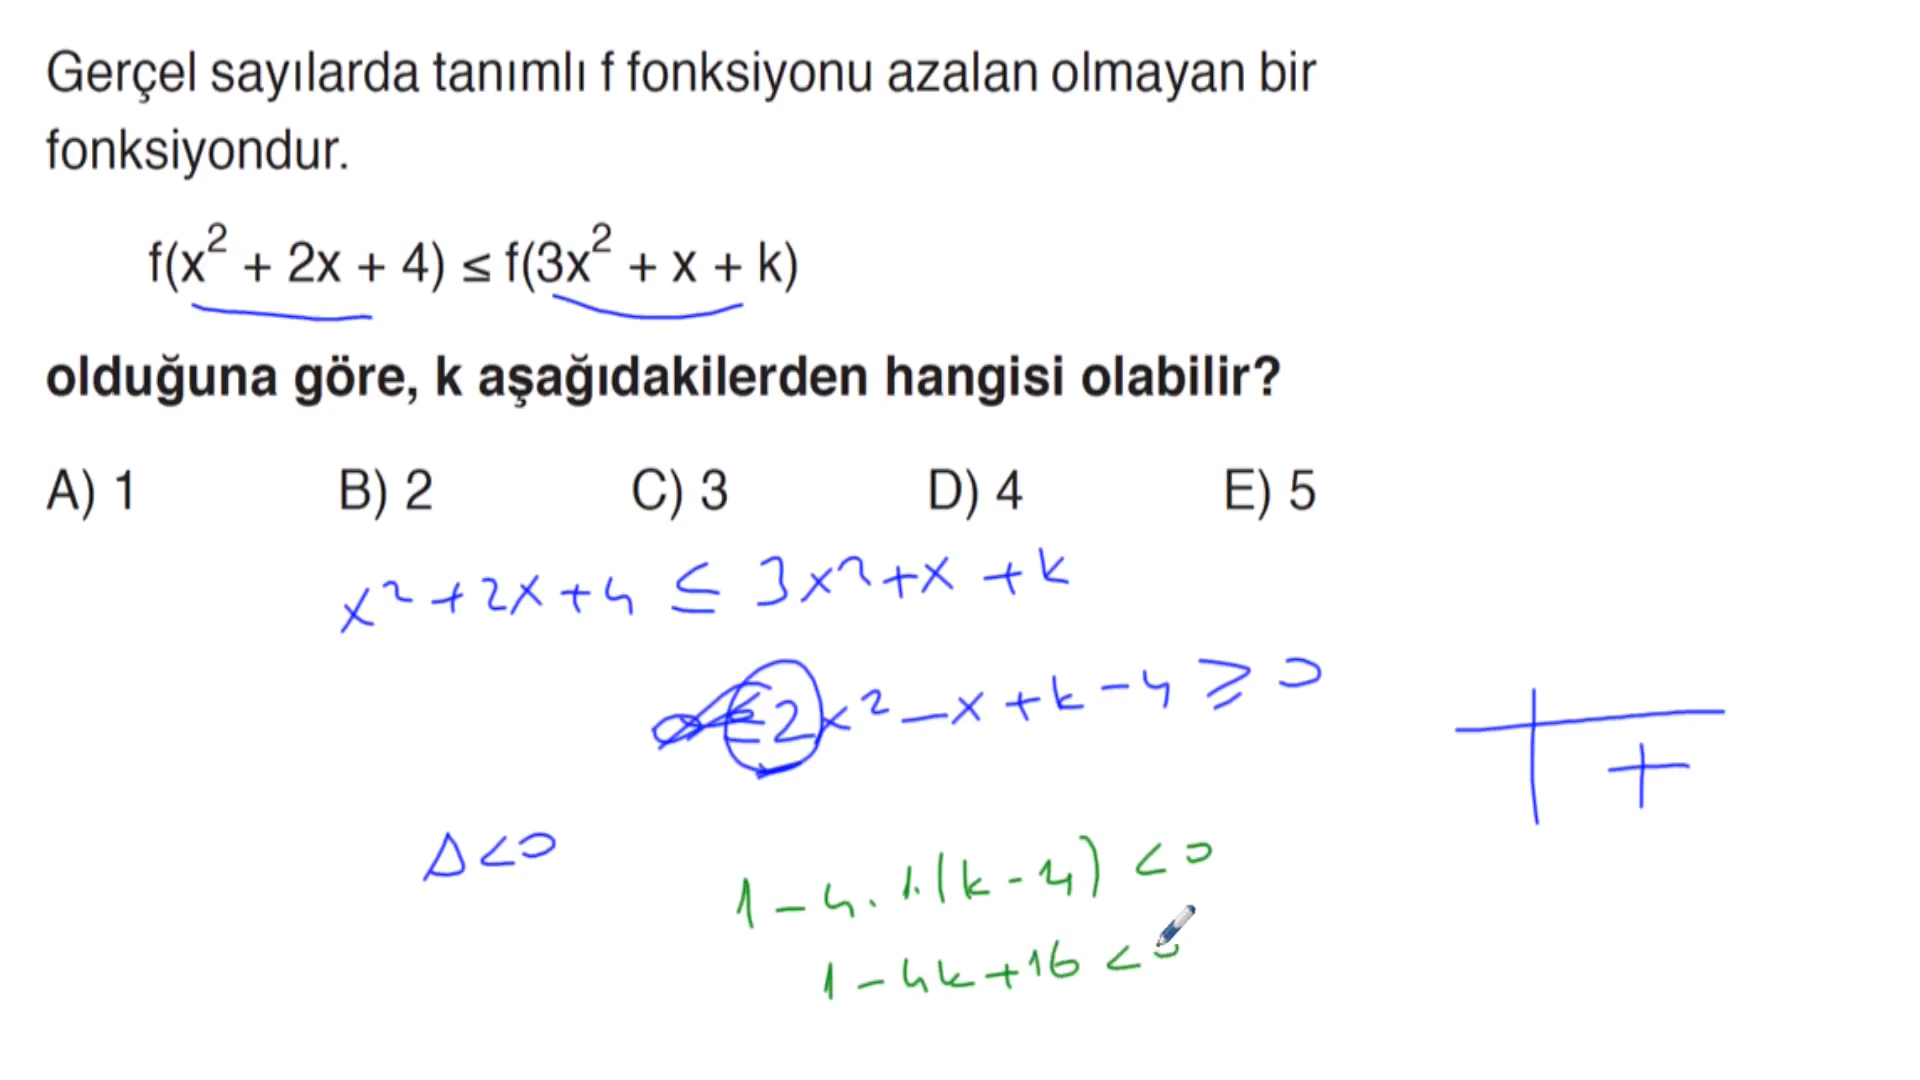 Gerçel sayılarda tanımlı f fonksiyonu azalan olmayan bir
fonksiyondur.
f(x² + 2x + 4) ≤ f(3x² + x + k)
olduğuna göre, k aşağıdakilerden hangisi olabilir?
A) 1 B) 2 C) 3 D) 4 E) 5
x² + 2x + 4 ≤ 3x² + x + k
2x² - x + k - 4 ≥ 0
+
Δ < 0
1 - 4 . 1 . (k - 4) < 0
1 - 4k + 16 < 0